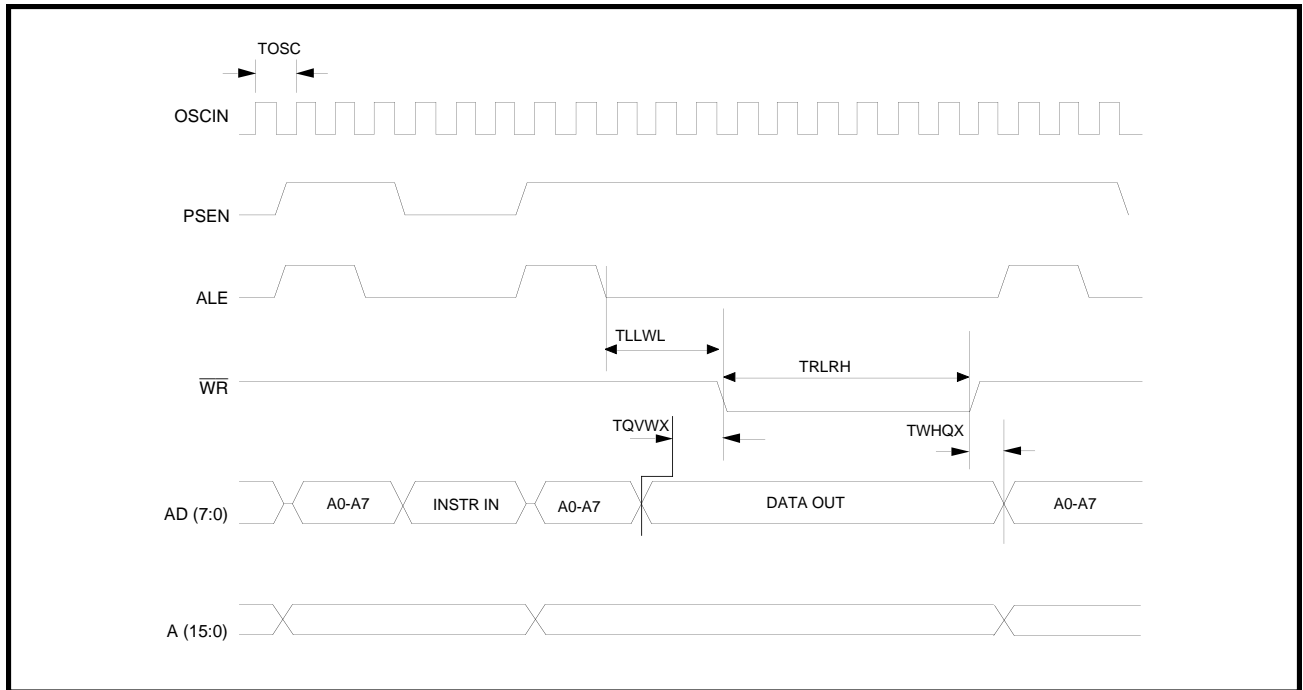 TOSC
OSCIN
PSEN
ALE
TLLWL
TRLRH
WR
TQVWX
TWHQX
AD (7:0)
A0-A7
INSTR IN
A0-A7
DATA OUT
A0-A7
A (15:0)